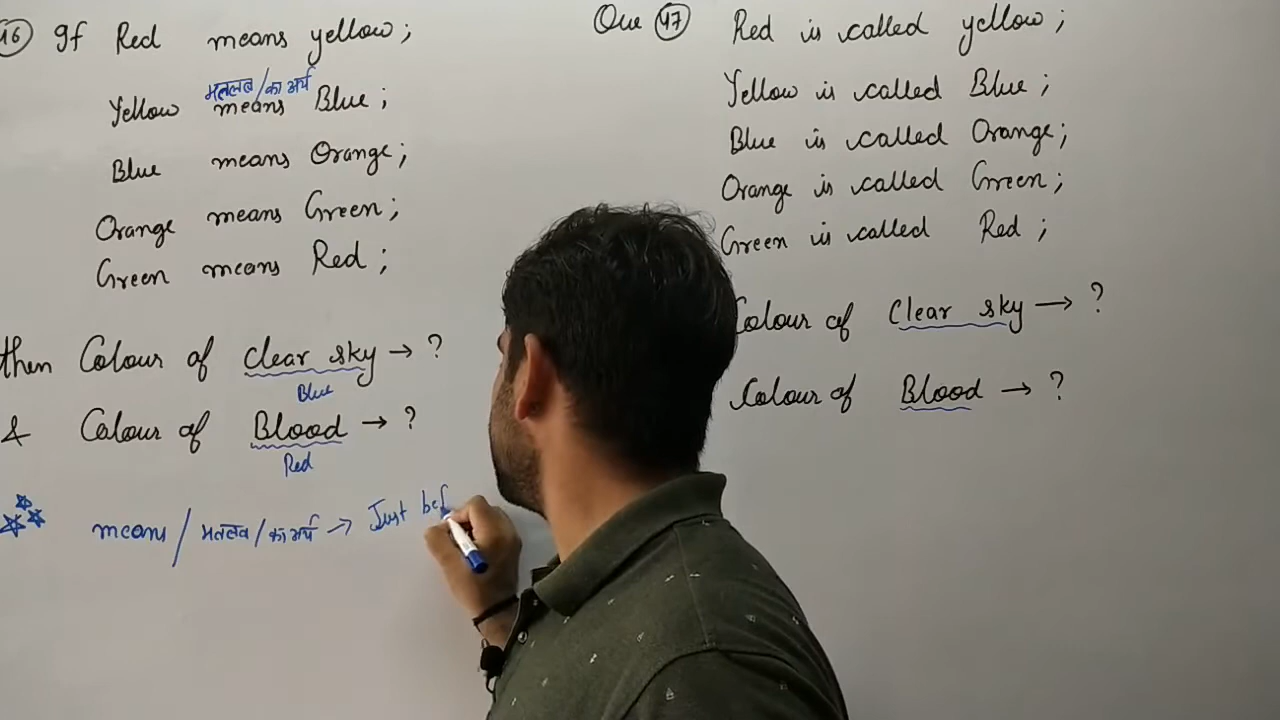 46 If Red means yellow;
मतलब/का अर्थ
Yellow means Blue;
Blue means Orange;
Orange means Green;
Green means Red;
then Colour of Clear sky → ?
Blue
& Colour of Blood → ?
Red
means / मतलब/का अर्थ → Just bef
Que 47 Red is called yellow;
Yellow is called Blue;
Blue is called Orange;
Orange is called Green;
Green is called Red;
Colour of Clear sky → ?
Colour of Blood → ?